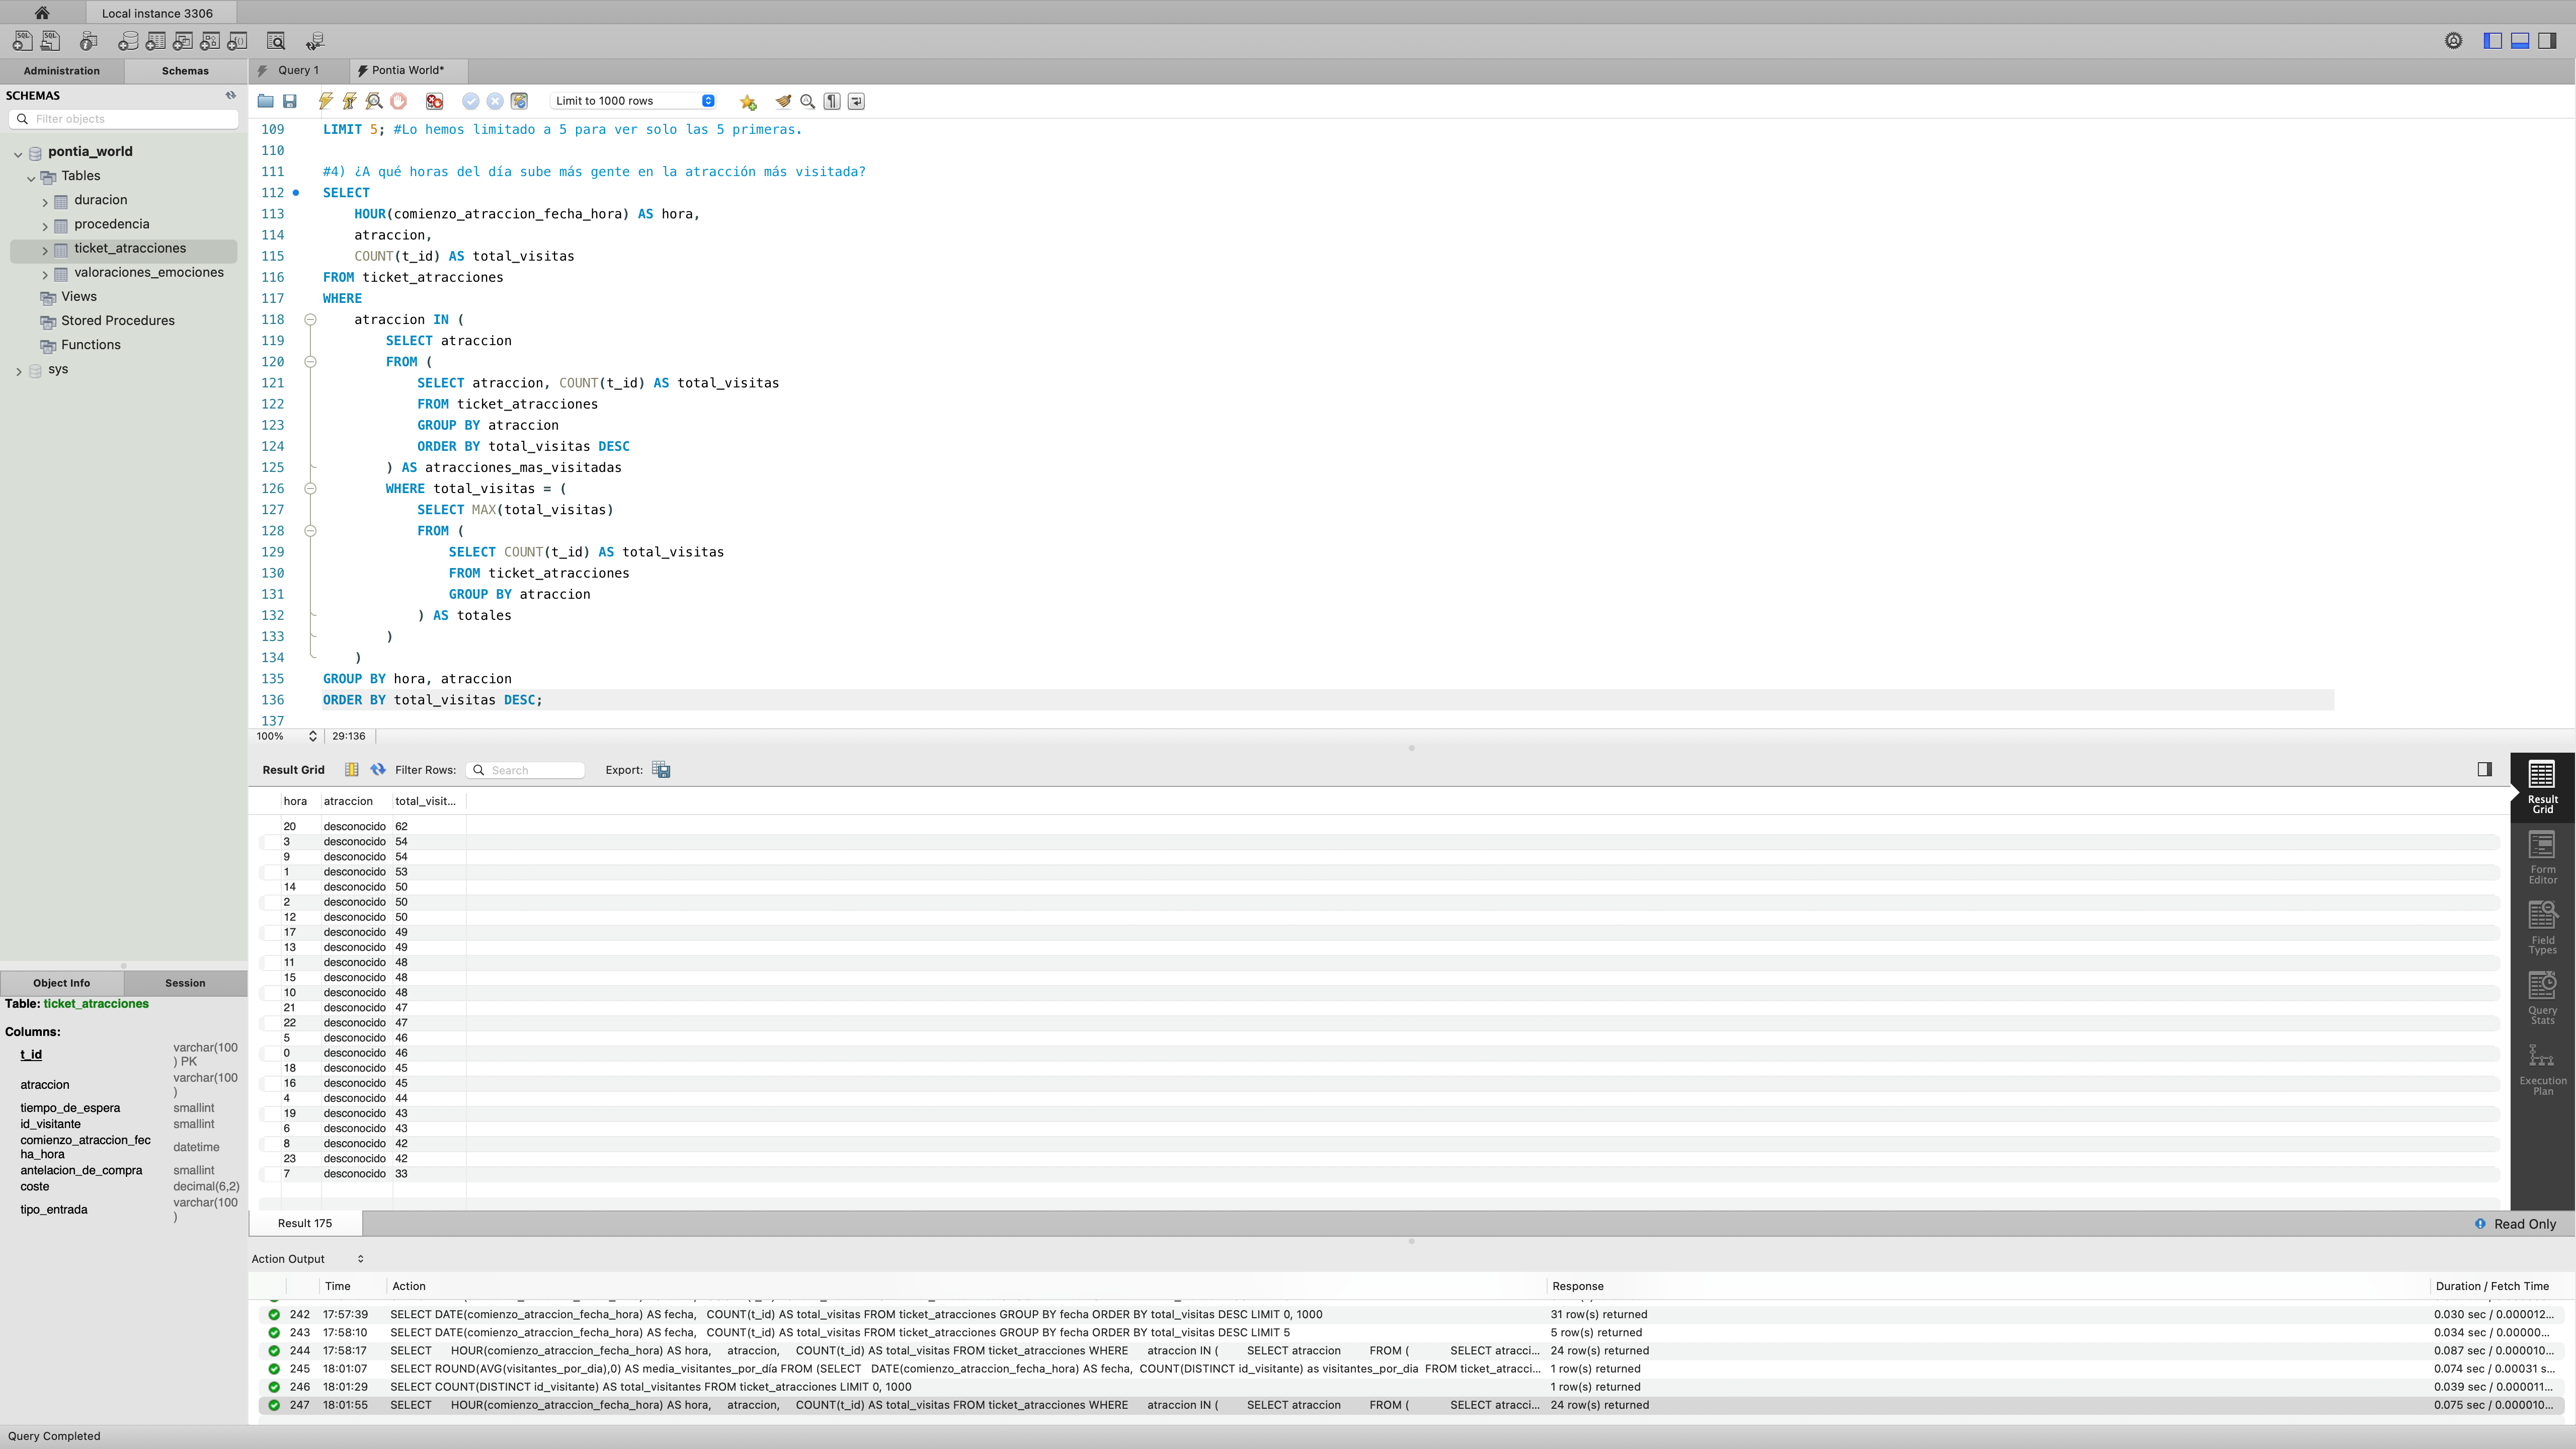 Local instance 3306
Administration Schemas Query 1 Pontia World*
SCHEMAS
Filter objects
Limit to 1000 rows
pontia_world
Tables
duracion
procedencia
ticket_atracciones
valoraciones_emociones
Views
Stored Procedures
Functions
sys
109 LIMIT 5; #Lo hemos limitado a 5 para ver solo las 5 primeras.
110
111 #4) ¿A qué horas del día sube más gente en la atracción más visitada?
112 SELECT
113 HOUR(comienzo_atraccion_fecha_hora) AS hora,
114 atraccion,
115 COUNT(t_id) AS total_visitas
116 FROM ticket_atracciones
117 WHERE
118 atraccion IN (
119 SELECT atraccion
120 FROM (
121 SELECT atraccion, COUNT(t_id) AS total_visitas
122 FROM ticket_atracciones
123 GROUP BY atraccion
124 ORDER BY total_visitas DESC
125 ) AS atracciones_mas_visitadas
126 WHERE total_visitas = (
127 SELECT MAX(total_visitas)
128 FROM (
129 SELECT COUNT(t_id) AS total_visitas
130 FROM ticket_atracciones
131 GROUP BY atraccion
132 ) AS totales
133 )
134 )
135 GROUP BY hora, atraccion
136 ORDER BY total_visitas DESC;
137
100% 29:136
Result Grid Filter Rows: Search Export:
hora atraccion total_visit...
20 desconocido 62
3 desconocido 54
9 desconocido 54
1 desconocido 53
14 desconocido 50
2 desconocido 50
12 desconocido 50
17 desconocido 49
13 desconocido 49
11 desconocido 48
15 desconocido 48
10 desconocido 48
21 desconocido 47
22 desconocido 47
5 desconocido 46
0 desconocido 46
18 desconocido 45
16 desconocido 45
4 desconocido 44
19 desconocido 43
6 desconocido 43
8 desconocido 42
23 desconocido 42
7 desconocido 33
Result
Grid
Form
Editor
Field
Types
Query
Stats
Execution
Plan
Object Info Session
Table: ticket_atracciones
Columns:
t_id varchar(100
) PK
atraccion varchar(100
)
tiempo_de_espera smallint
id_visitante smallint
comienzo_atraccion_fec
ha_hora datetime
antelacion_de_compra smallint
coste decimal(6,2)
tipo_entrada varchar(100
)
Result 175 Read Only
Action Output
Time Action Response Duration / Fetch Time
242 17:57:39 SELECT DATE(comienzo_atraccion_fecha_hora) AS fecha, COUNT(t_id) AS total_visitas FROM ticket_atracciones GROUP BY fecha ORDER BY total_visitas DESC LIMIT 0, 1000 31 row(s) returned 0.030 sec / 0.000012...
243 17:58:10 SELECT DATE(comienzo_atraccion_fecha_hora) AS fecha, COUNT(t_id) AS total_visitas FROM ticket_atracciones GROUP BY fecha ORDER BY total_visitas DESC LIMIT 5 5 row(s) returned 0.034 sec / 0.00000...
244 17:58:17 SELECT HOUR(comienzo_atraccion_fecha_hora) AS hora, atraccion, COUNT(t_id) AS total_visitas FROM ticket_atracciones WHERE atraccion IN ( SELECT atraccion FROM ( SELECT atracci... 24 row(s) returned 0.087 sec / 0.000010...
245 18:01:07 SELECT ROUND(AVG(visitantes_por_dia),0) AS media_visitantes_por_día FROM (SELECT DATE(comienzo_atraccion_fecha_hora) AS fecha, COUNT(DISTINCT id_visitante) as visitantes_por_dia FROM ticket_atracci... 1 row(s) returned 0.074 sec / 0.00031 s...
246 18:01:29 SELECT COUNT(DISTINCT id_visitante) AS total_visitantes FROM ticket_atracciones LIMIT 0, 1000 1 row(s) returned 0.039 sec / 0.000011...
247 18:01:55 SELECT HOUR(comienzo_atraccion_fecha_hora) AS hora, atraccion, COUNT(t_id) AS total_visitas FROM ticket_atracciones WHERE atraccion IN ( SELECT atraccion FROM ( SELECT atracci... 24 row(s) returned 0.075 sec / 0.000010...
Query Completed